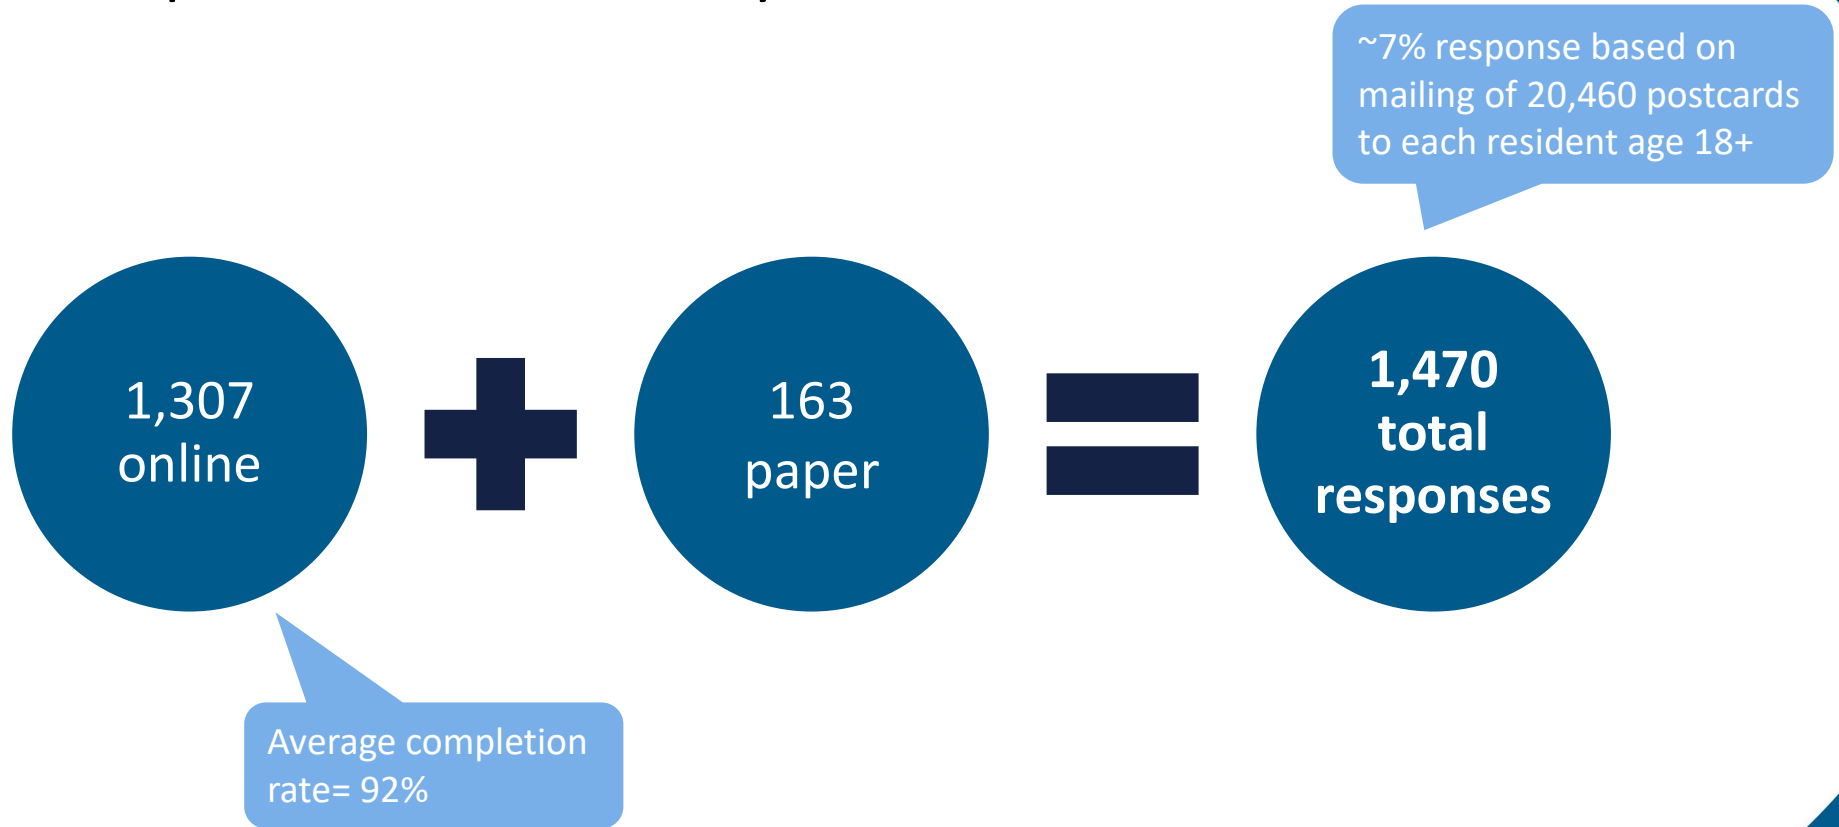 ~7% response based on
mailing of 20,460 postcards
to each resident age 18+
1,307
online
163
paper
1,470
total
responses
Average completion
rate= 92%